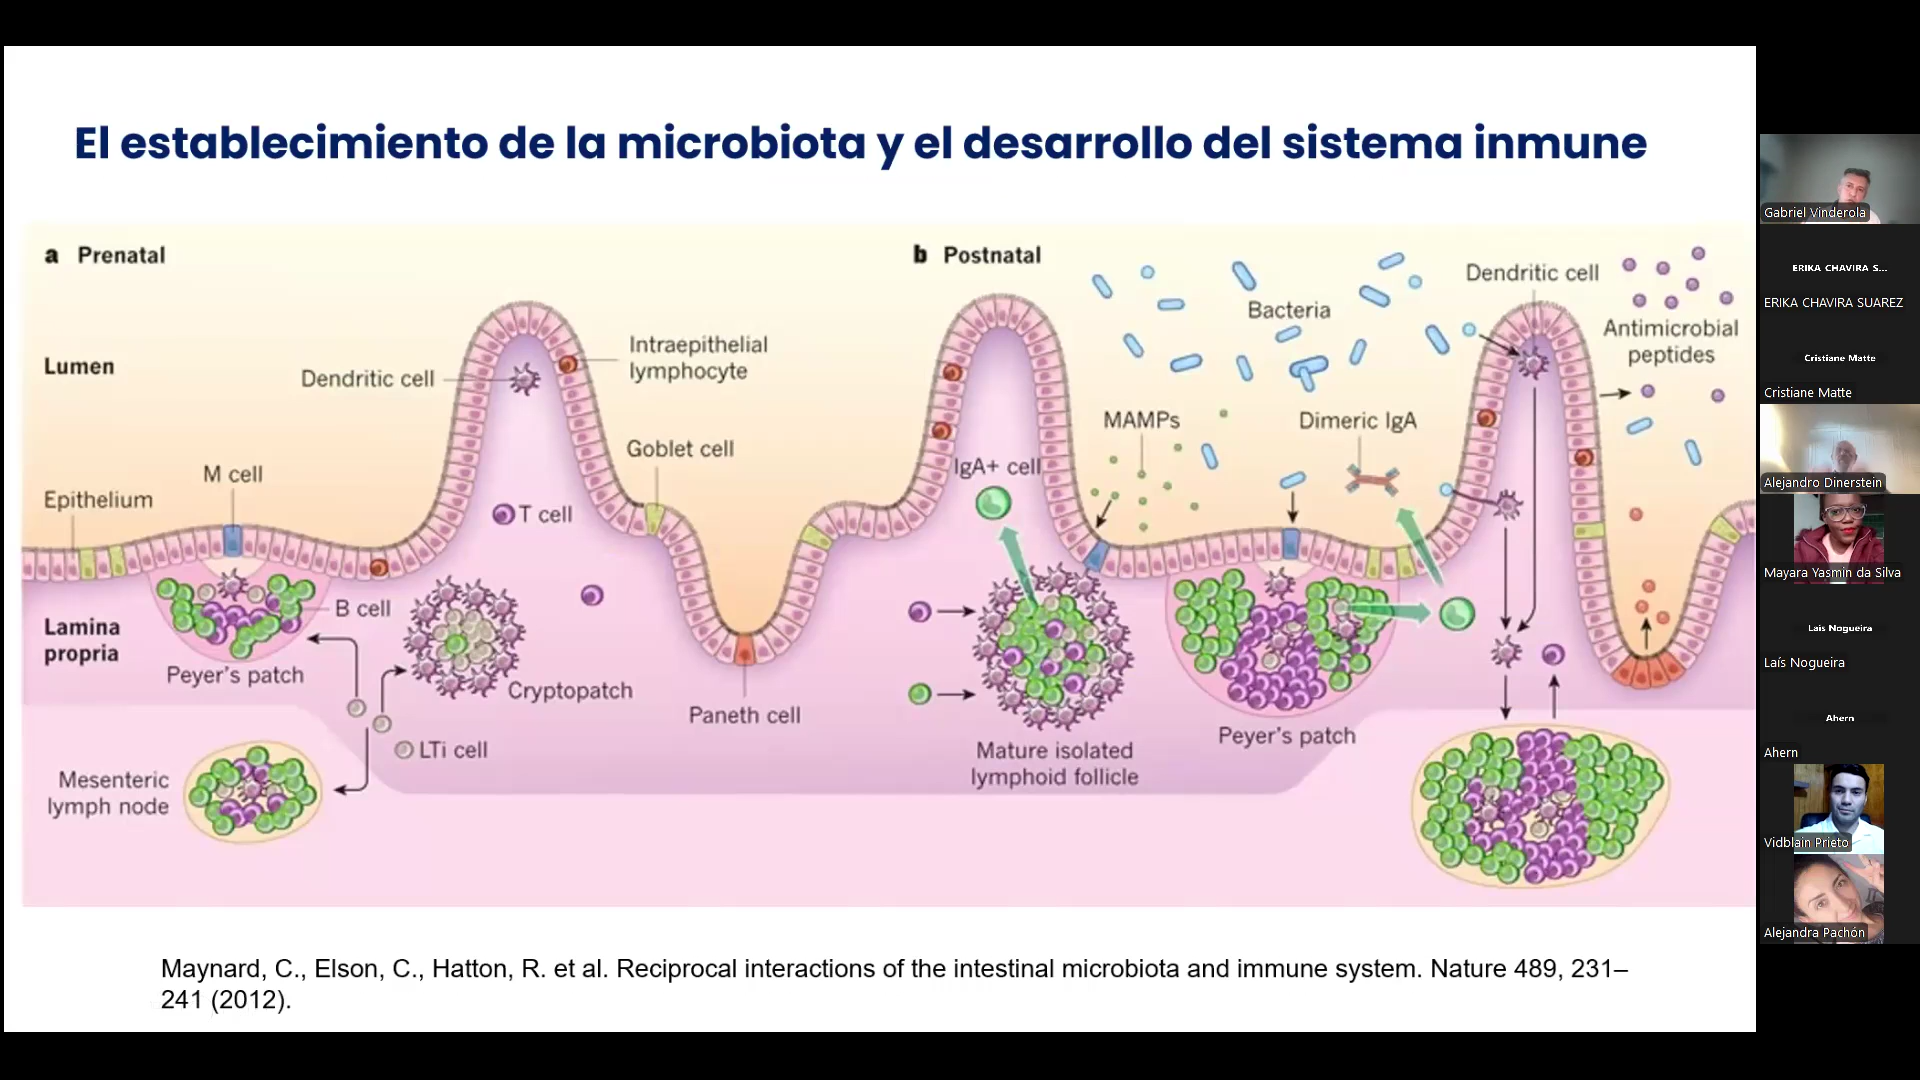 El establecimiento de la microbiota y el desarrollo del sistema inmune
a Prenatal
Lumen
Dendritic cell
Intraepithelial
lymphocyte
Goblet cell
M cell
Epithelium
T cell
B cell
Lamina
propria
Peyer's patch
Cryptopatch
Paneth cell
LTi cell
Mesenteric
lymph node
b Postnatal
Bacteria
Dendritic cell
Antimicrobial
peptides
MAMPs
Dimeric IgA
IgA+ cell
Mature isolated
lymphoid follicle
Peyer's patch
Maynard, C., Elson, C., Hatton, R. et al. Reciprocal interactions of the intestinal microbiota and immune system. Nature 489, 231–
241 (2012).
Gabriel Vinderola
ERIKA CHAVIRA S...
ERIKA CHAVIRA SUAREZ
Cristiane Matte
Cristiane Matte
Alejandro Dinerstein
Mayara Yasmin da Silva
Lais Nogueira
Laís Nogueira
Ahern
Ahern
Vidblain Prieto
Alejandra Pachón